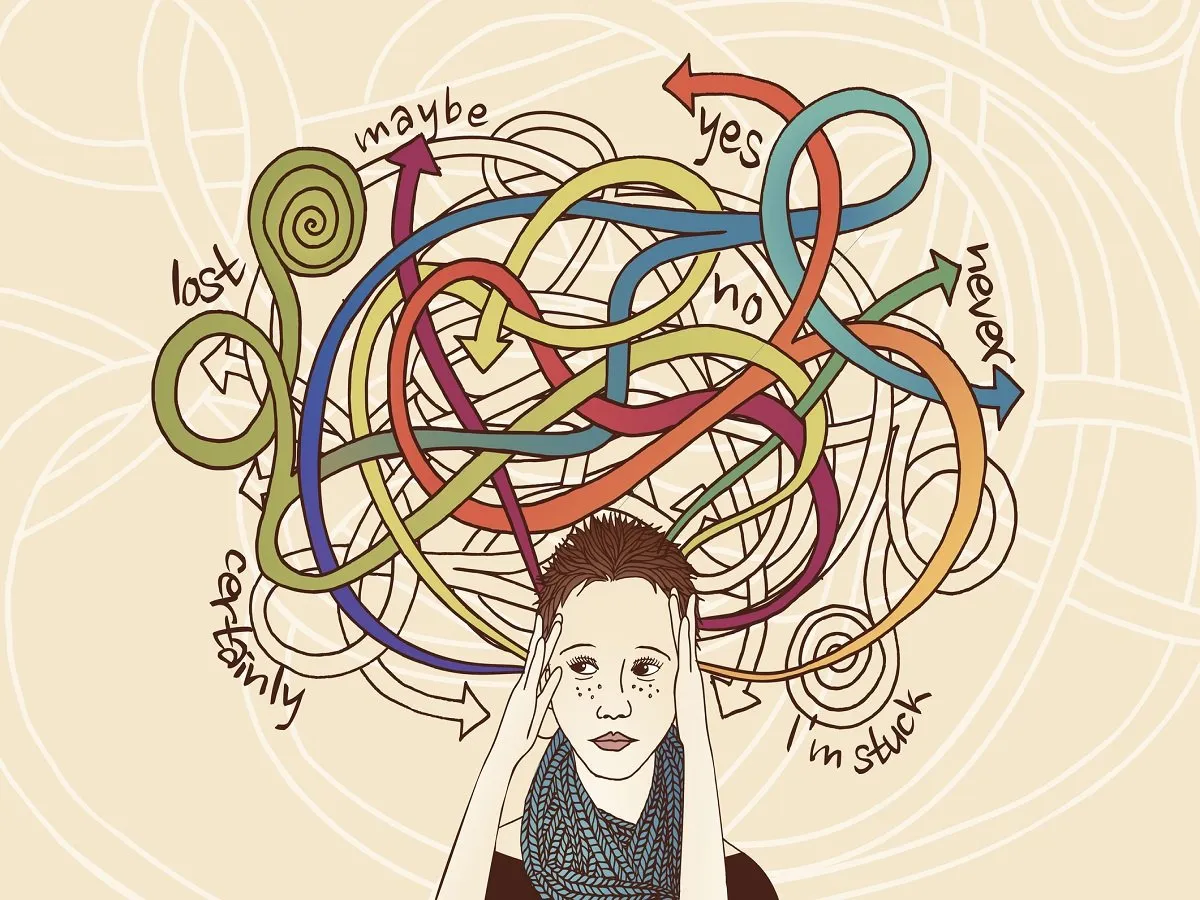 maybe
yes
lost
no
never
certainly
i'm stuck